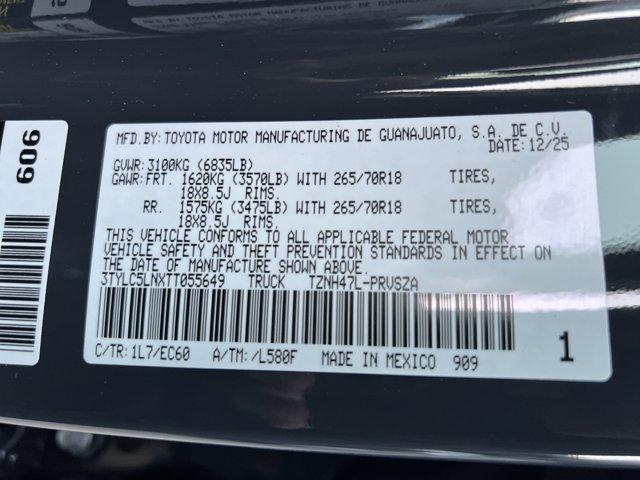 MFD.BY: TOYOTA MOTOR MANUFACTURING DE GUANAJUATO, S.A. DE C.V.
DATE: 12/25
GVWR: 3100KG (6835LB)
GAWR: FRT. 1620KG (3570LB) WITH 265/70R18 TIRES,
18X8.5J RIMS.
RR. 1575KG (3475LB) WITH 265/70R18 TIRES,
18X8.5J RIMS.
THIS VEHICLE CONFORMS TO ALL APPLICABLE FEDERAL MOTOR
VEHICLE SAFETY AND THEFT PREVENTION STANDARDS IN EFFECT ON
THE DATE OF MANUFACTURE SHOWN ABOVE.
3TYLC5LNXTT055649 TRUCK TZNH47L-PRVSZA
C/TR: 1L7/EC60 A/TM: /L580F MADE IN MEXICO 909 1
909